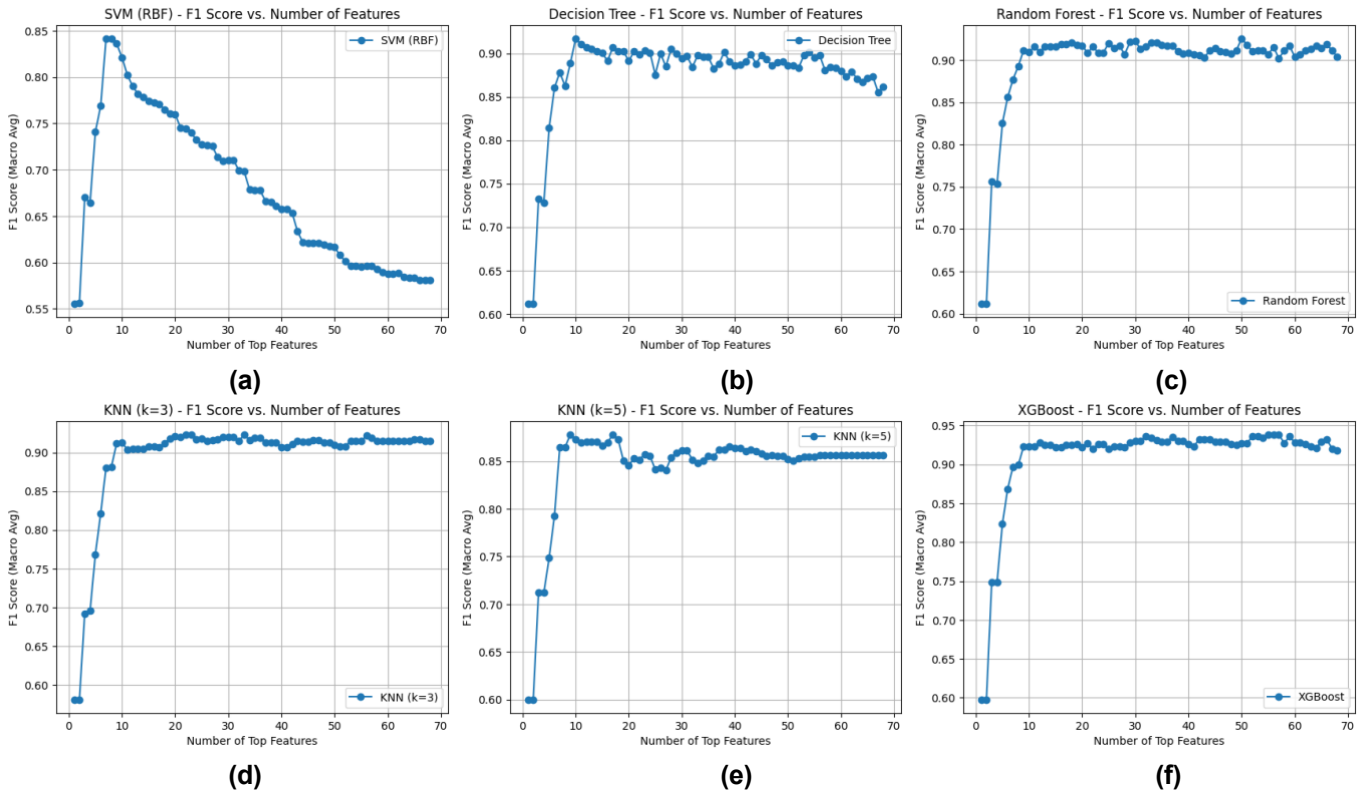 SVM (RBF) - F1 Score vs. Number of Features
F1 Score (Macro Avg)
0.85
0.80
0.75
0.70
0.65
0.60
0.55
SVM (RBF)
0 10 20 30 40 50 60 70
Number of Top Features
(a)
Decision Tree - F1 Score vs. Number of Features
F1 Score (Macro Avg)
0.90
0.85
0.80
0.75
0.70
0.65
0.60
Decision Tree
0 10 20 30 40 50 60 70
Number of Top Features
(b)
Random Forest - F1 Score vs. Number of Features
F1 Score (Macro Avg)
0.90
0.85
0.80
0.75
0.70
0.65
0.60
Random Forest
0 10 20 30 40 50 60 70
Number of Top Features
(c)
KNN (k=3) - F1 Score vs. Number of Features
F1 Score (Macro Avg)
0.90
0.85
0.80
0.75
0.70
0.65
0.60
KNN (k=3)
0 10 20 30 40 50 60 70
Number of Top Features
(d)
KNN (k=5) - F1 Score vs. Number of Features
F1 Score (Macro Avg)
0.85
0.80
0.75
0.70
0.65
0.60
KNN (k=5)
0 10 20 30 40 50 60 70
Number of Top Features
(e)
XGBoost - F1 Score vs. Number of Features
F1 Score (Macro Avg)
0.95
0.90
0.85
0.80
0.75
0.70
0.65
0.60
XGBoost
0 10 20 30 40 50 60 70
Number of Top Features
(f)